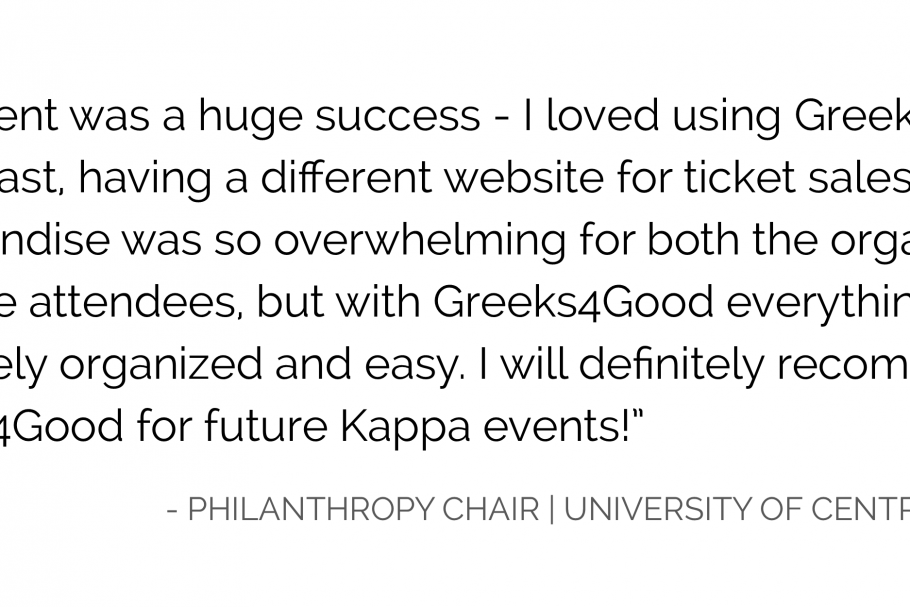 ent was a huge success - I loved using Greek
ast, having a different website for ticket sales
ndise was so overwhelming for both the orga
e attendees, but with Greeks4Good everythin
ely organized and easy. I will definitely recom
4Good for future Kappa events!”
- PHILANTHROPY CHAIR | UNIVERSITY OF CENTR